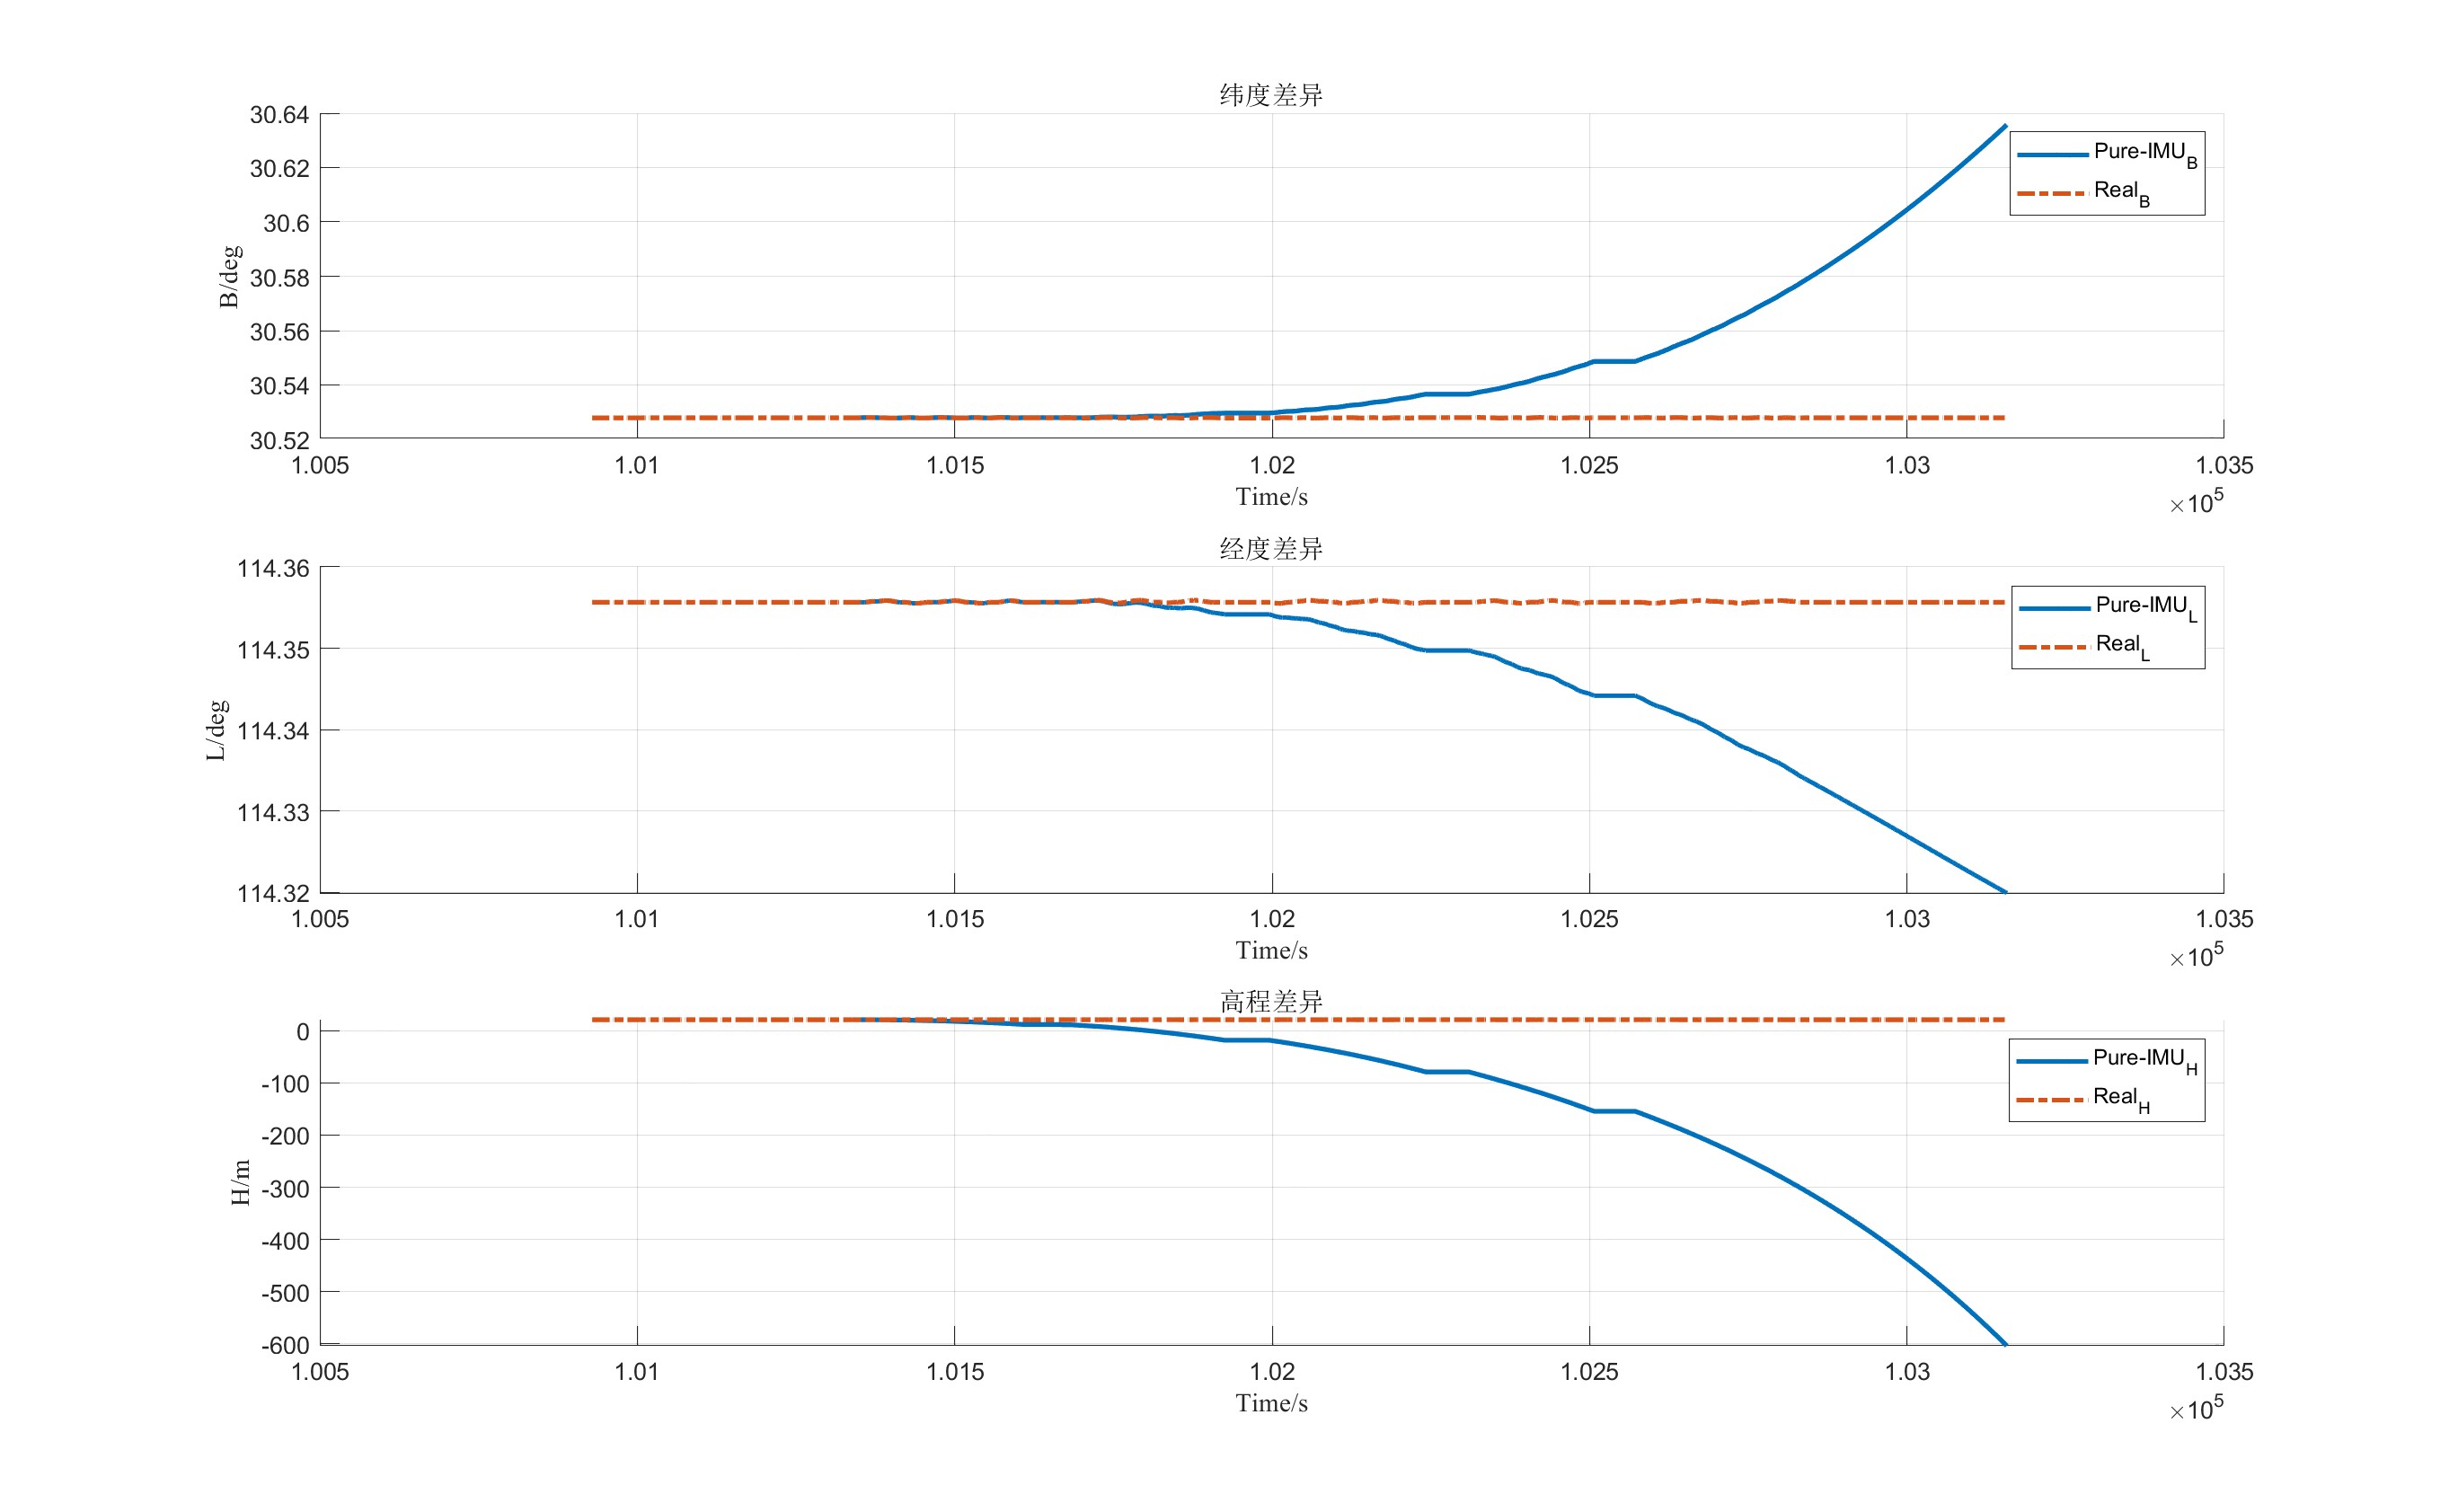 纬度差异
30.64
30.62
30.6
30.58
30.56
30.54
30.52
B/deg
Pure-IMU_B
Real_B
1.005 1.01 1.015 1.02 1.025 1.03 1.035
Time/s
×10^5
经度差异
114.36
114.35
114.34
114.33
114.32
L/deg
Pure-IMU_L
Real_L
1.005 1.01 1.015 1.02 1.025 1.03 1.035
Time/s
×10^5
高程差异
0
-100
-200
-300
-400
-500
-600
H/m
Pure-IMU_H
Real_H
1.005 1.01 1.015 1.02 1.025 1.03 1.035
Time/s
×10^5